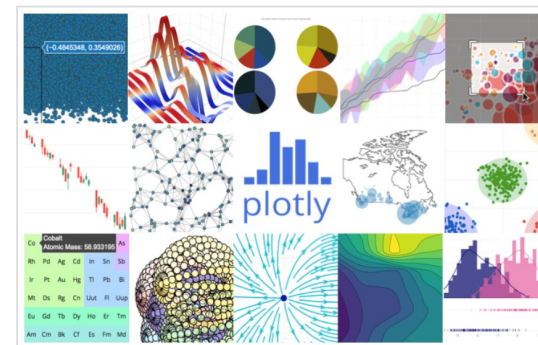 (-0.4845348, 0.3549026)
plotly
Co
Cobalt
Atomic Mass: 58.933195
As
Rh Pd Ag Cd In Sn Sb
Ir Pt Au Hg Tl Pb Bi
Mt Ds Rg Cn Uut Fl Uup
Eu Gd Tb Dy Ho Er Tm
Am Cm Bk Cf Es Fm Md